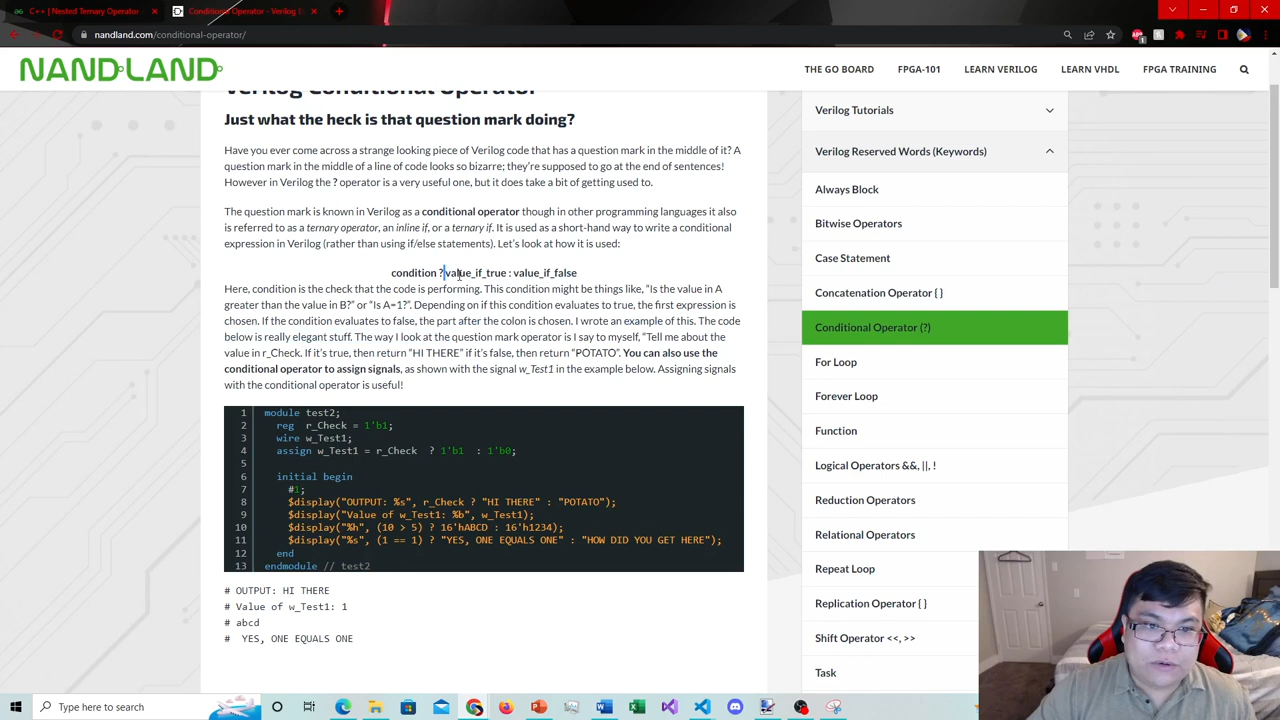 C++ | Nested Ternary Operator
Conditional Operator - Verilog E
nandland.com/conditional-operator/
NANDLAND
THE GO BOARD
FPGA-101
LEARN VERILOG
LEARN VHDL
FPGA TRAINING
Verilog Conditional Operator
Just what the heck is that question mark doing?
Have you ever come across a strange looking piece of Verilog code that has a question mark in the middle of it? A
question mark in the middle of a line of code looks so bizarre; they're supposed to go at the end of sentences!
However in Verilog the ? operator is a very useful one, but it does take a bit of getting used to.
The question mark is known in Verilog as a conditional operator though in other programming languages it also
is referred to as a ternary operator, an inline if, or a ternary if. It is used as a short-hand way to write a conditional
expression in Verilog (rather than using if/else statements). Let's look at how it is used:
condition ? value_if_true : value_if_false
Here, condition is the check that the code is performing. This condition might be things like, "Is the value in A
greater than the value in B?" or "Is A=1?". Depending on if this condition evaluates to true, the first expression is
chosen. If the condition evaluates to false, the part after the colon is chosen. I wrote an example of this. The code
below is really elegant stuff. The way I look at the question mark operator is I say to myself, "Tell me about the
value in r_Check. If it's true, then return "HI THERE" if it's false, then return "POTATO". You can also use the
conditional operator to assign signals, as shown with the signal w_Test1 in the example below. Assigning signals
with the conditional operator is useful!
1 module test2;
2 reg r_Check = 1'b1;
3 wire w_Test1;
4 assign w_Test1 = r_Check ? 1'b1 : 1'b0;
5
6 initial begin
7 #1;
8 $display("OUTPUT: %s", r_Check ? "HI THERE" : "POTATO");
9 $display("Value of w_Test1: %b", w_Test1);
10 $display("%h", (10 > 5) ? 16'hABCD : 16'h1234);
11 $display("%s", (1 == 1) ? "YES, ONE EQUALS ONE" : "HOW DID YOU GET HERE");
12 end
13 endmodule // test2
# OUTPUT: HI THERE
# Value of w_Test1: 1
# abcd
# YES, ONE EQUALS ONE
Verilog Tutorials
Verilog Reserved Words (Keywords)
Always Block
Bitwise Operators
Case Statement
Concatenation Operator { }
Conditional Operator (?)
For Loop
Forever Loop
Function
Logical Operators &&, ||, !
Reduction Operators
Relational Operators
Repeat Loop
Replication Operator { }
Shift Operator <<, >>
Task
Type here to search